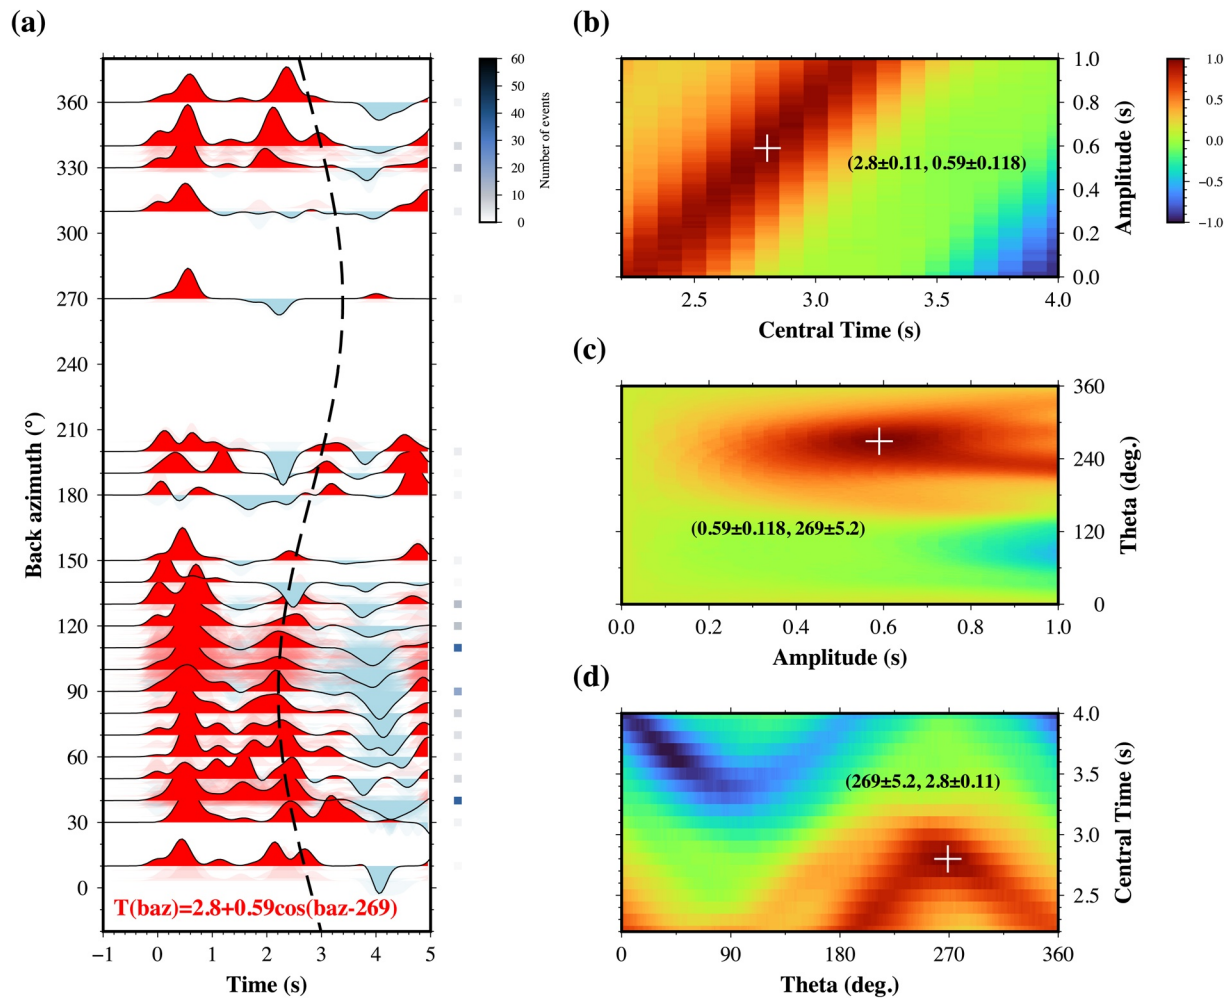 (a)
360
330
300
270
240
210
180
150
120
90
60
30
0
Back azimuth (°)
T(baz)=2.8+0.59cos(baz-269)
−1 0 1 2 3 4 5
Time (s)
60
50
40
30
20
10
0
Number of events
(b)
(2.8±0.11, 0.59±0.118)
1.0
0.8
0.6
0.4
0.2
0.0
Amplitude (s)
2.5 3.0 3.5 4.0
Central Time (s)
1.0
0.5
0.0
−0.5
−1.0
(c)
(0.59±0.118, 269±5.2)
360
240
120
0
Theta (deg.)
0.0 0.2 0.4 0.6 0.8 1.0
Amplitude (s)
(d)
(269±5.2, 2.8±0.11)
4.0
3.5
3.0
2.5
Central Time (s)
0 90 180 270 360
Theta (deg.)